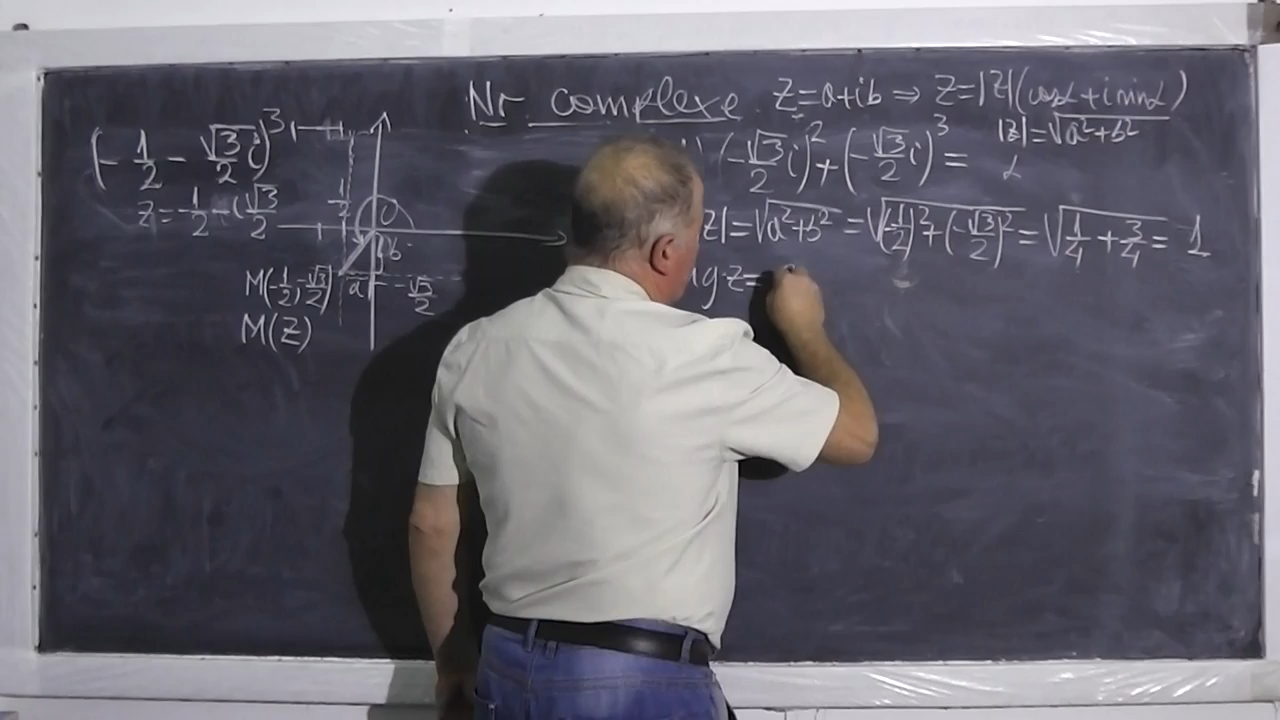 Nr. complexe z=a+ib ⇒ z=|z|(cosα+i sinα)
|z|=√a²+b²
α
(-1/2 - √3/2 i)³
z=-1/2-i√3/2
-1/2
O
b
a
-√3/2
M(-1/2,-√3/2)
M(z)
(-√3/2 i)²+(-√3/2 i)³=
z|=√a²+b² =√(-1/2)²+(-√3/2)² =√1/4+3/4= 1
g z=